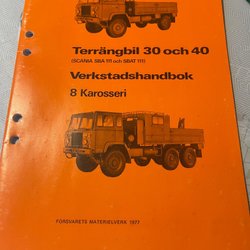 Terrängbil 30 och 40
(SCANIA SBA 111 och SBAT 111)
Verkstadshandbok
8 Karosseri
FÖRSVARETS MATERIELVERK 1977